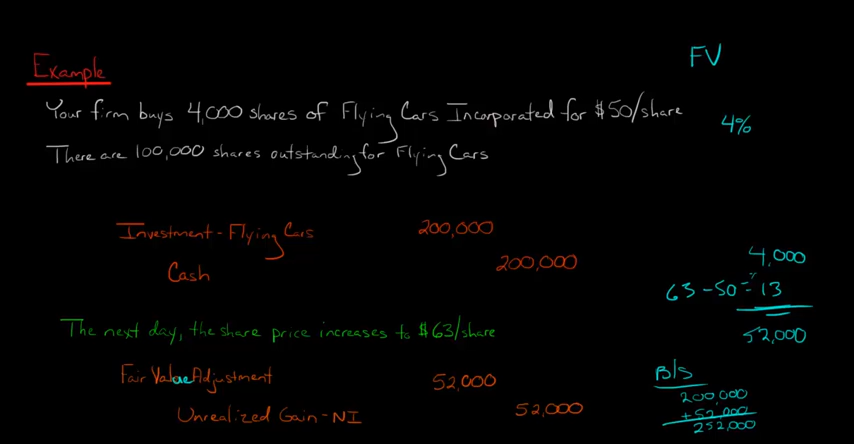 FV
Example
Your firm buys 4,000 shares of Flying Cars Incorporated for $50/share
4%
There are 100,000 shares outstanding for Flying Cars
Investment - Flying Cars 200,000
Cash 200,000
4,000
63 - 50 = 13
52,000
The next day, the share price increases to $63/share
Fair Value Adjustment 52,000
Unrealized Gain - NI 52,000
B/S
200,000
+52,000
252,000